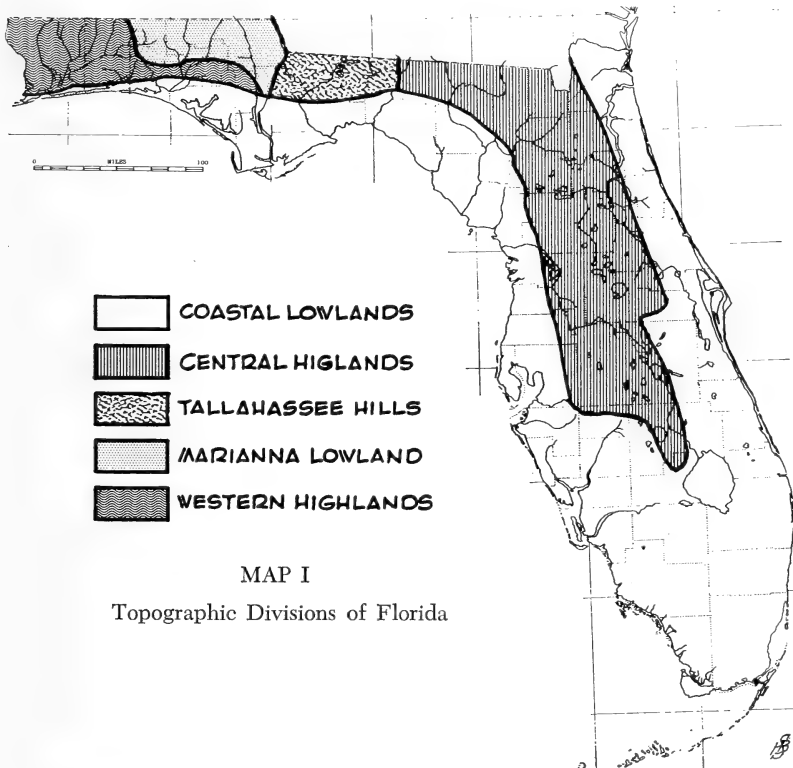 0 MILES 100
COASTAL LOWLANDS
CENTRAL HIGLANDS
TALLAHASSEE HILLS
MARIANNA LOWLAND
WESTERN HIGHLANDS
MAP I
Topographic Divisions of Florida